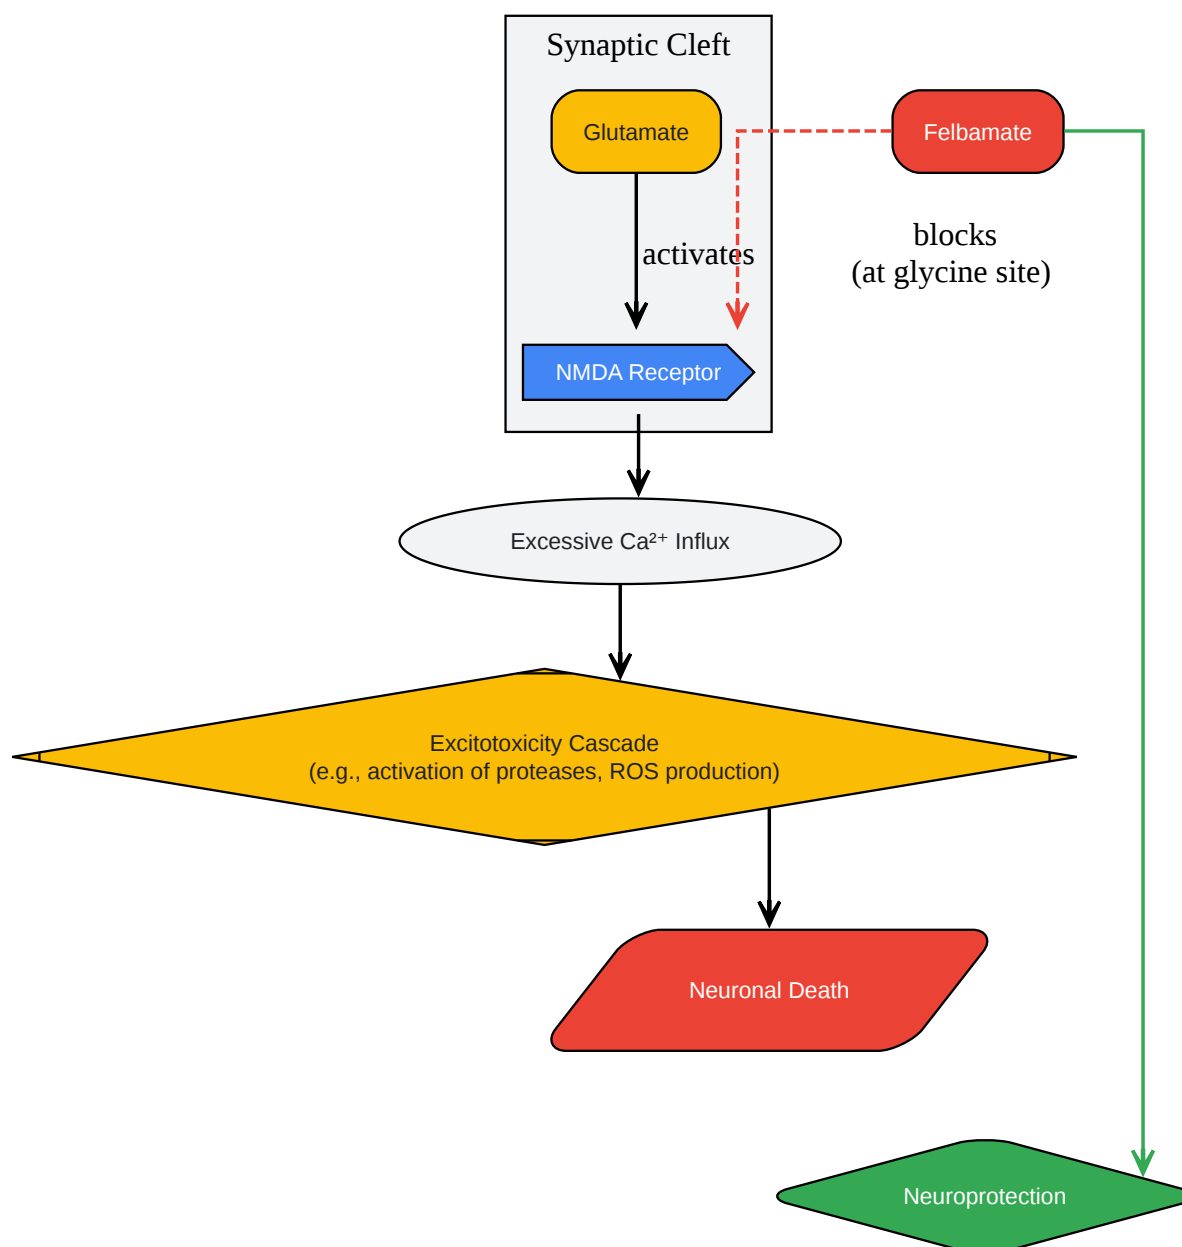 Synaptic Cleft
Glutamate
Felbamate
activates
blocks
(at glycine site)
NMDA Receptor
Excessive Ca²⁺ Influx
Excitotoxicity Cascade
(e.g., activation of proteases, ROS production)
Neuronal Death
Neuroprotection